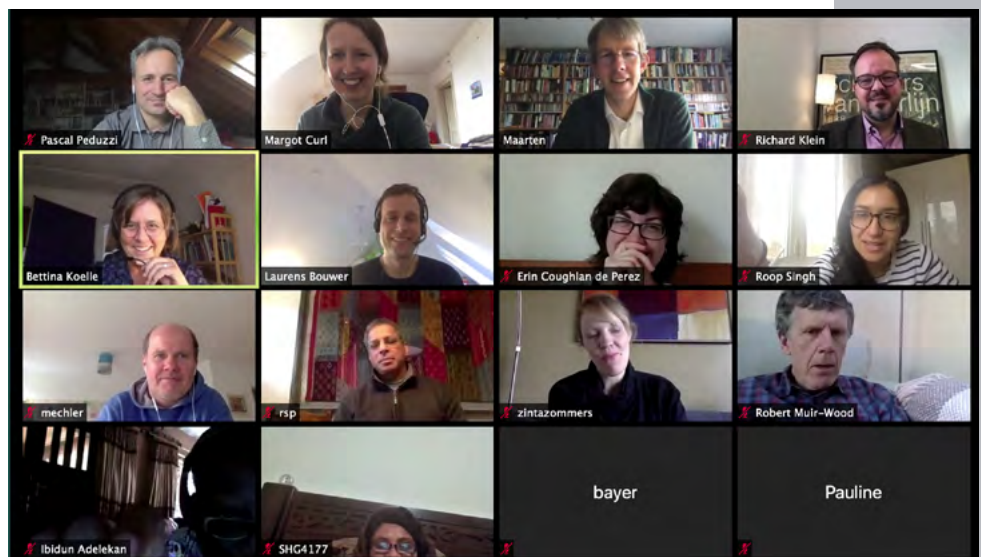 Pascal Peduzzi
Margot Curl
Maarten
Richard Klein
Bettina Koelle
Laurens Bouwer
Erin Coughlan de Perez
Roop Singh
mechler
rsp
zintazommers
Robert Muir-Wood
Ibidun Adelekan
SHG4177
bayer
Pauline